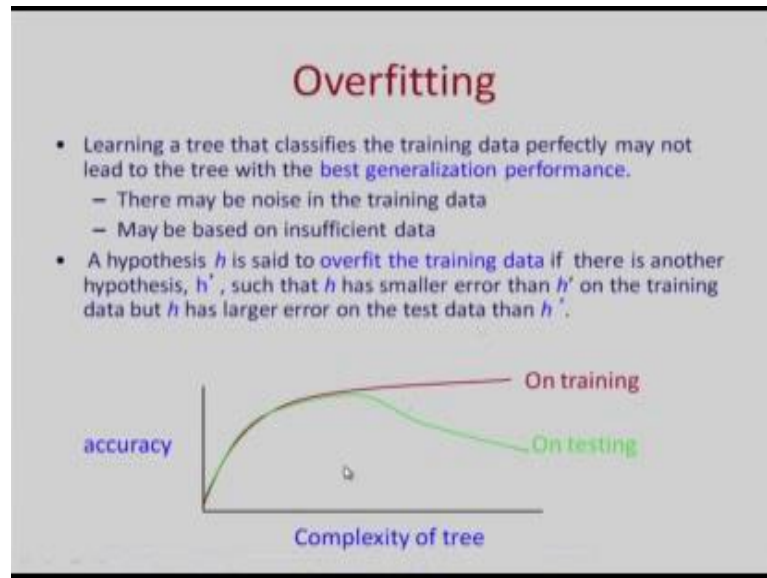 Overfitting
• Learning a tree that classifies the training data perfectly may not
lead to the tree with the best generalization performance.
– There may be noise in the training data
– May be based on insufficient data
• A hypothesis h is said to overfit the training data if there is another
hypothesis, h', such that h has smaller error than h' on the training
data but h has larger error on the test data than h'.
On training
accuracy
On testing
Complexity of tree